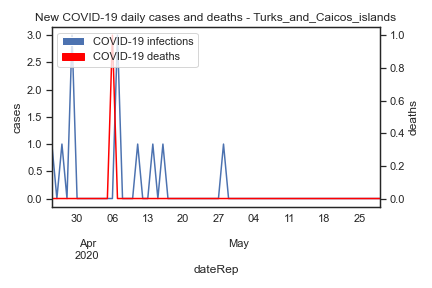 New COVID-19 daily cases and deaths - Turks_and_Caicos_islands
COVID-19 infections
COVID-19 deaths
3.0
2.5
2.0
1.5
1.0
0.5
0.0
cases
1.0
0.8
0.6
0.4
0.2
0.0
deaths
30 06 13 20 27 04 11 18 25
Apr May
2020
dateRep